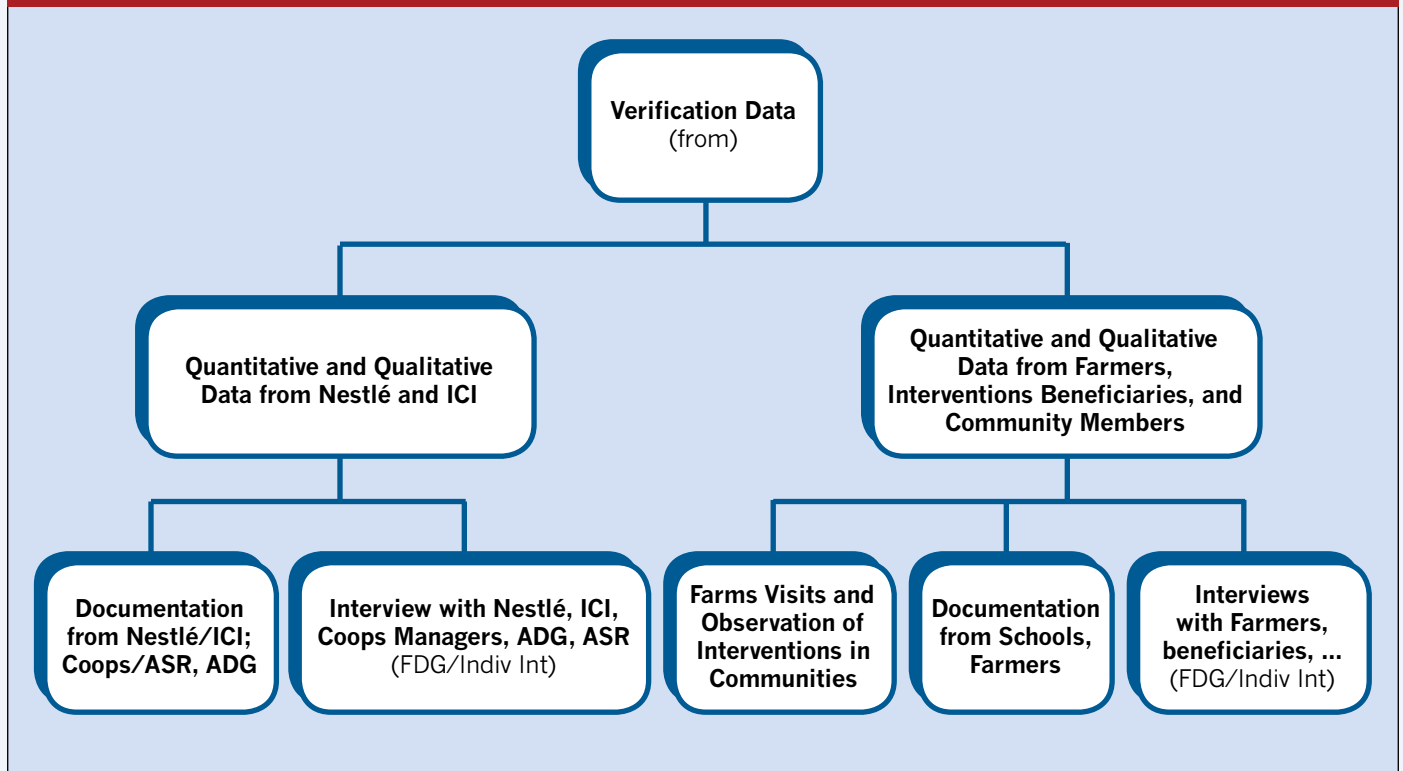 Verification Data
(from)
Quantitative and Qualitative
Data from Nestlé and ICI
Quantitative and Qualitative
Data from Farmers,
Interventions Beneficiaries, and
Community Members
Documentation
from Nestlé/ICI;
Coops/ASR, ADG
Interview with Nestlé, ICI,
Coops Managers, ADG, ASR
(FDG/Indiv Int)
Farms Visits and
Observation of
Interventions in
Communities
Documentation
from Schools,
Farmers
Interviews
with Farmers,
beneficiaries, ...
(FDG/Indiv Int)